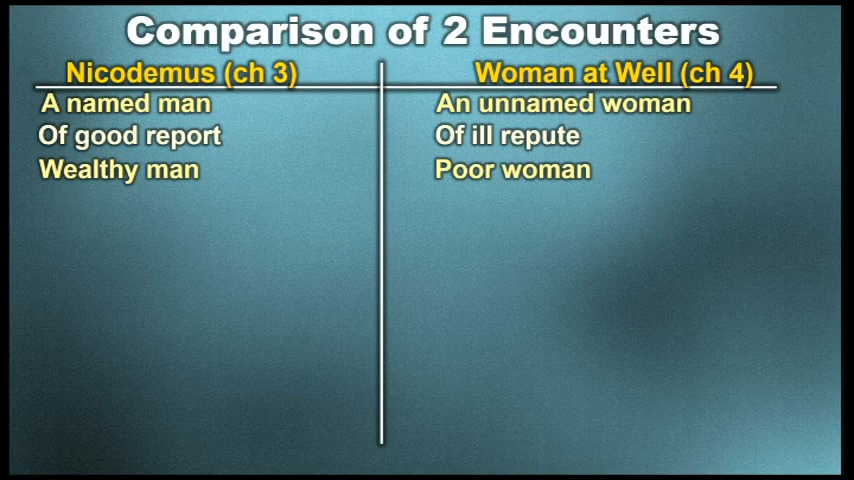 Comparison of 2 Encounters
Nicodemus (ch 3)
A named man
Of good report
Wealthy man
Woman at Well (ch 4)
An unnamed woman
Of ill repute
Poor woman